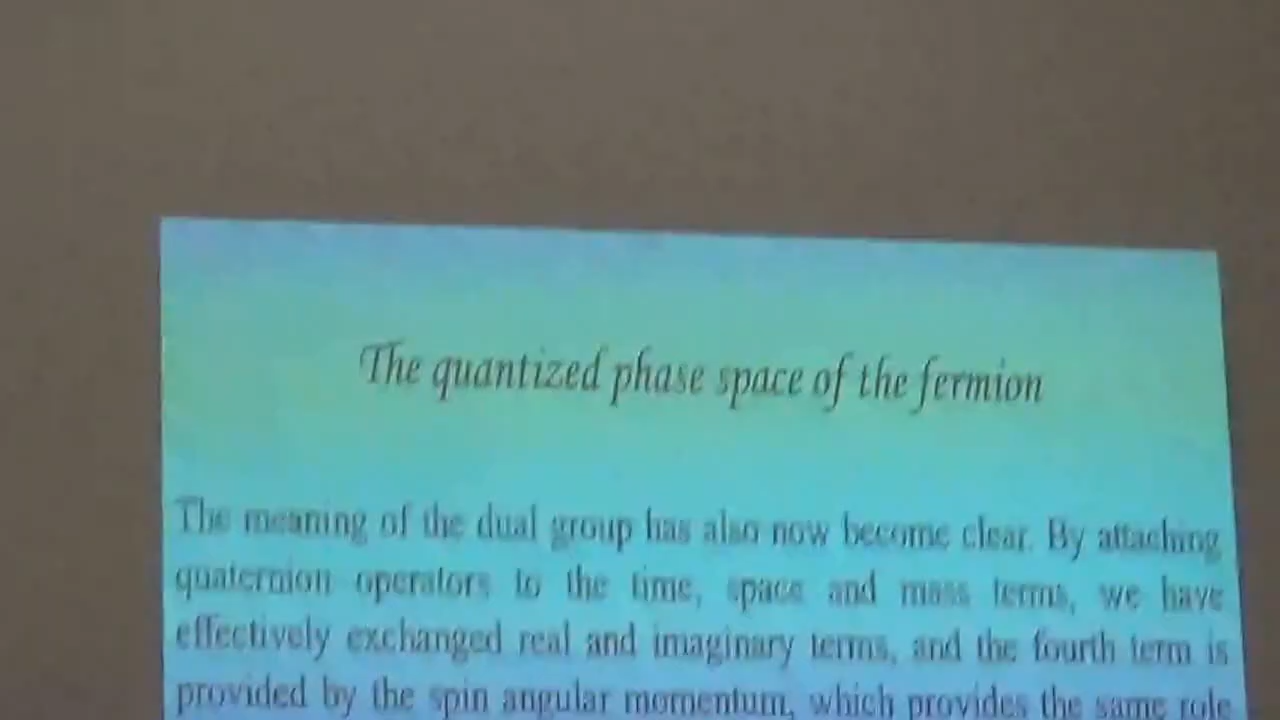 The quantized phase space of the fermion
The meaning of the dual group has also now become clear. By attaching
quaternion operators to the time, space and mass terms, we have
effectively exchanged real and imaginary terms, and the fourth term is
provided by the spin angular momentum, which provides the same role